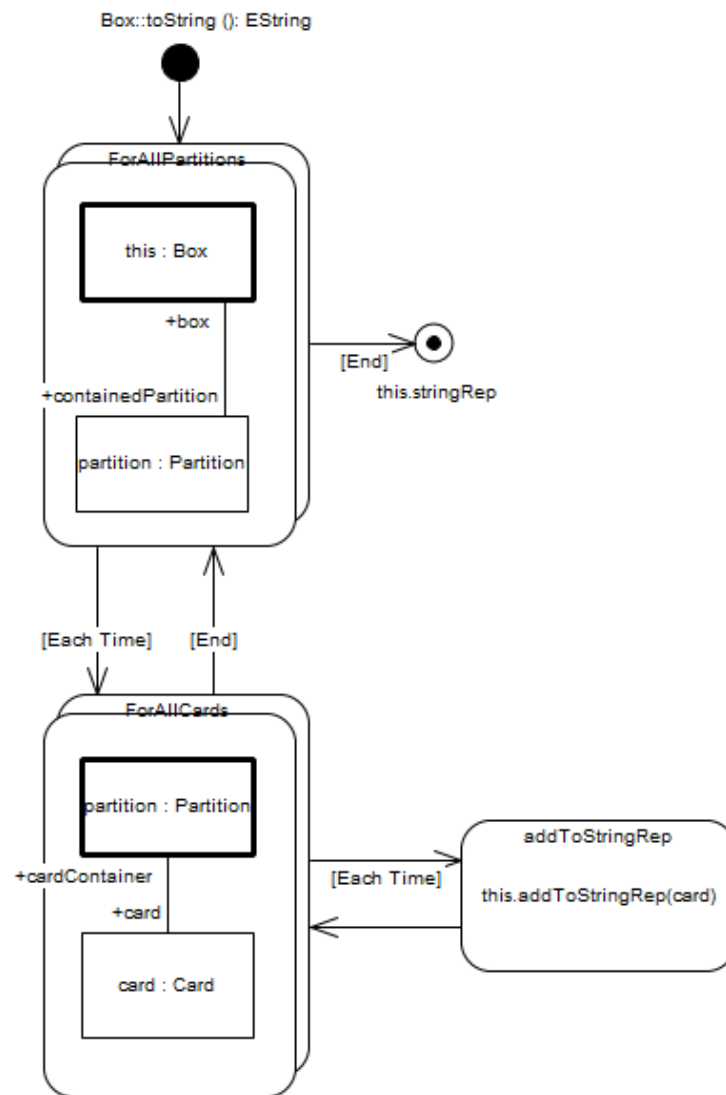 Box::toString (): EString
ForAllPartitions
this : Box
+box
+containedPartition
partition : Partition
[End]
this.stringRep
[Each Time]
[End]
ForAllCards
partition : Partition
+cardContainer
+card
card : Card
[Each Time]
addToStringRep
this.addToStringRep(card)